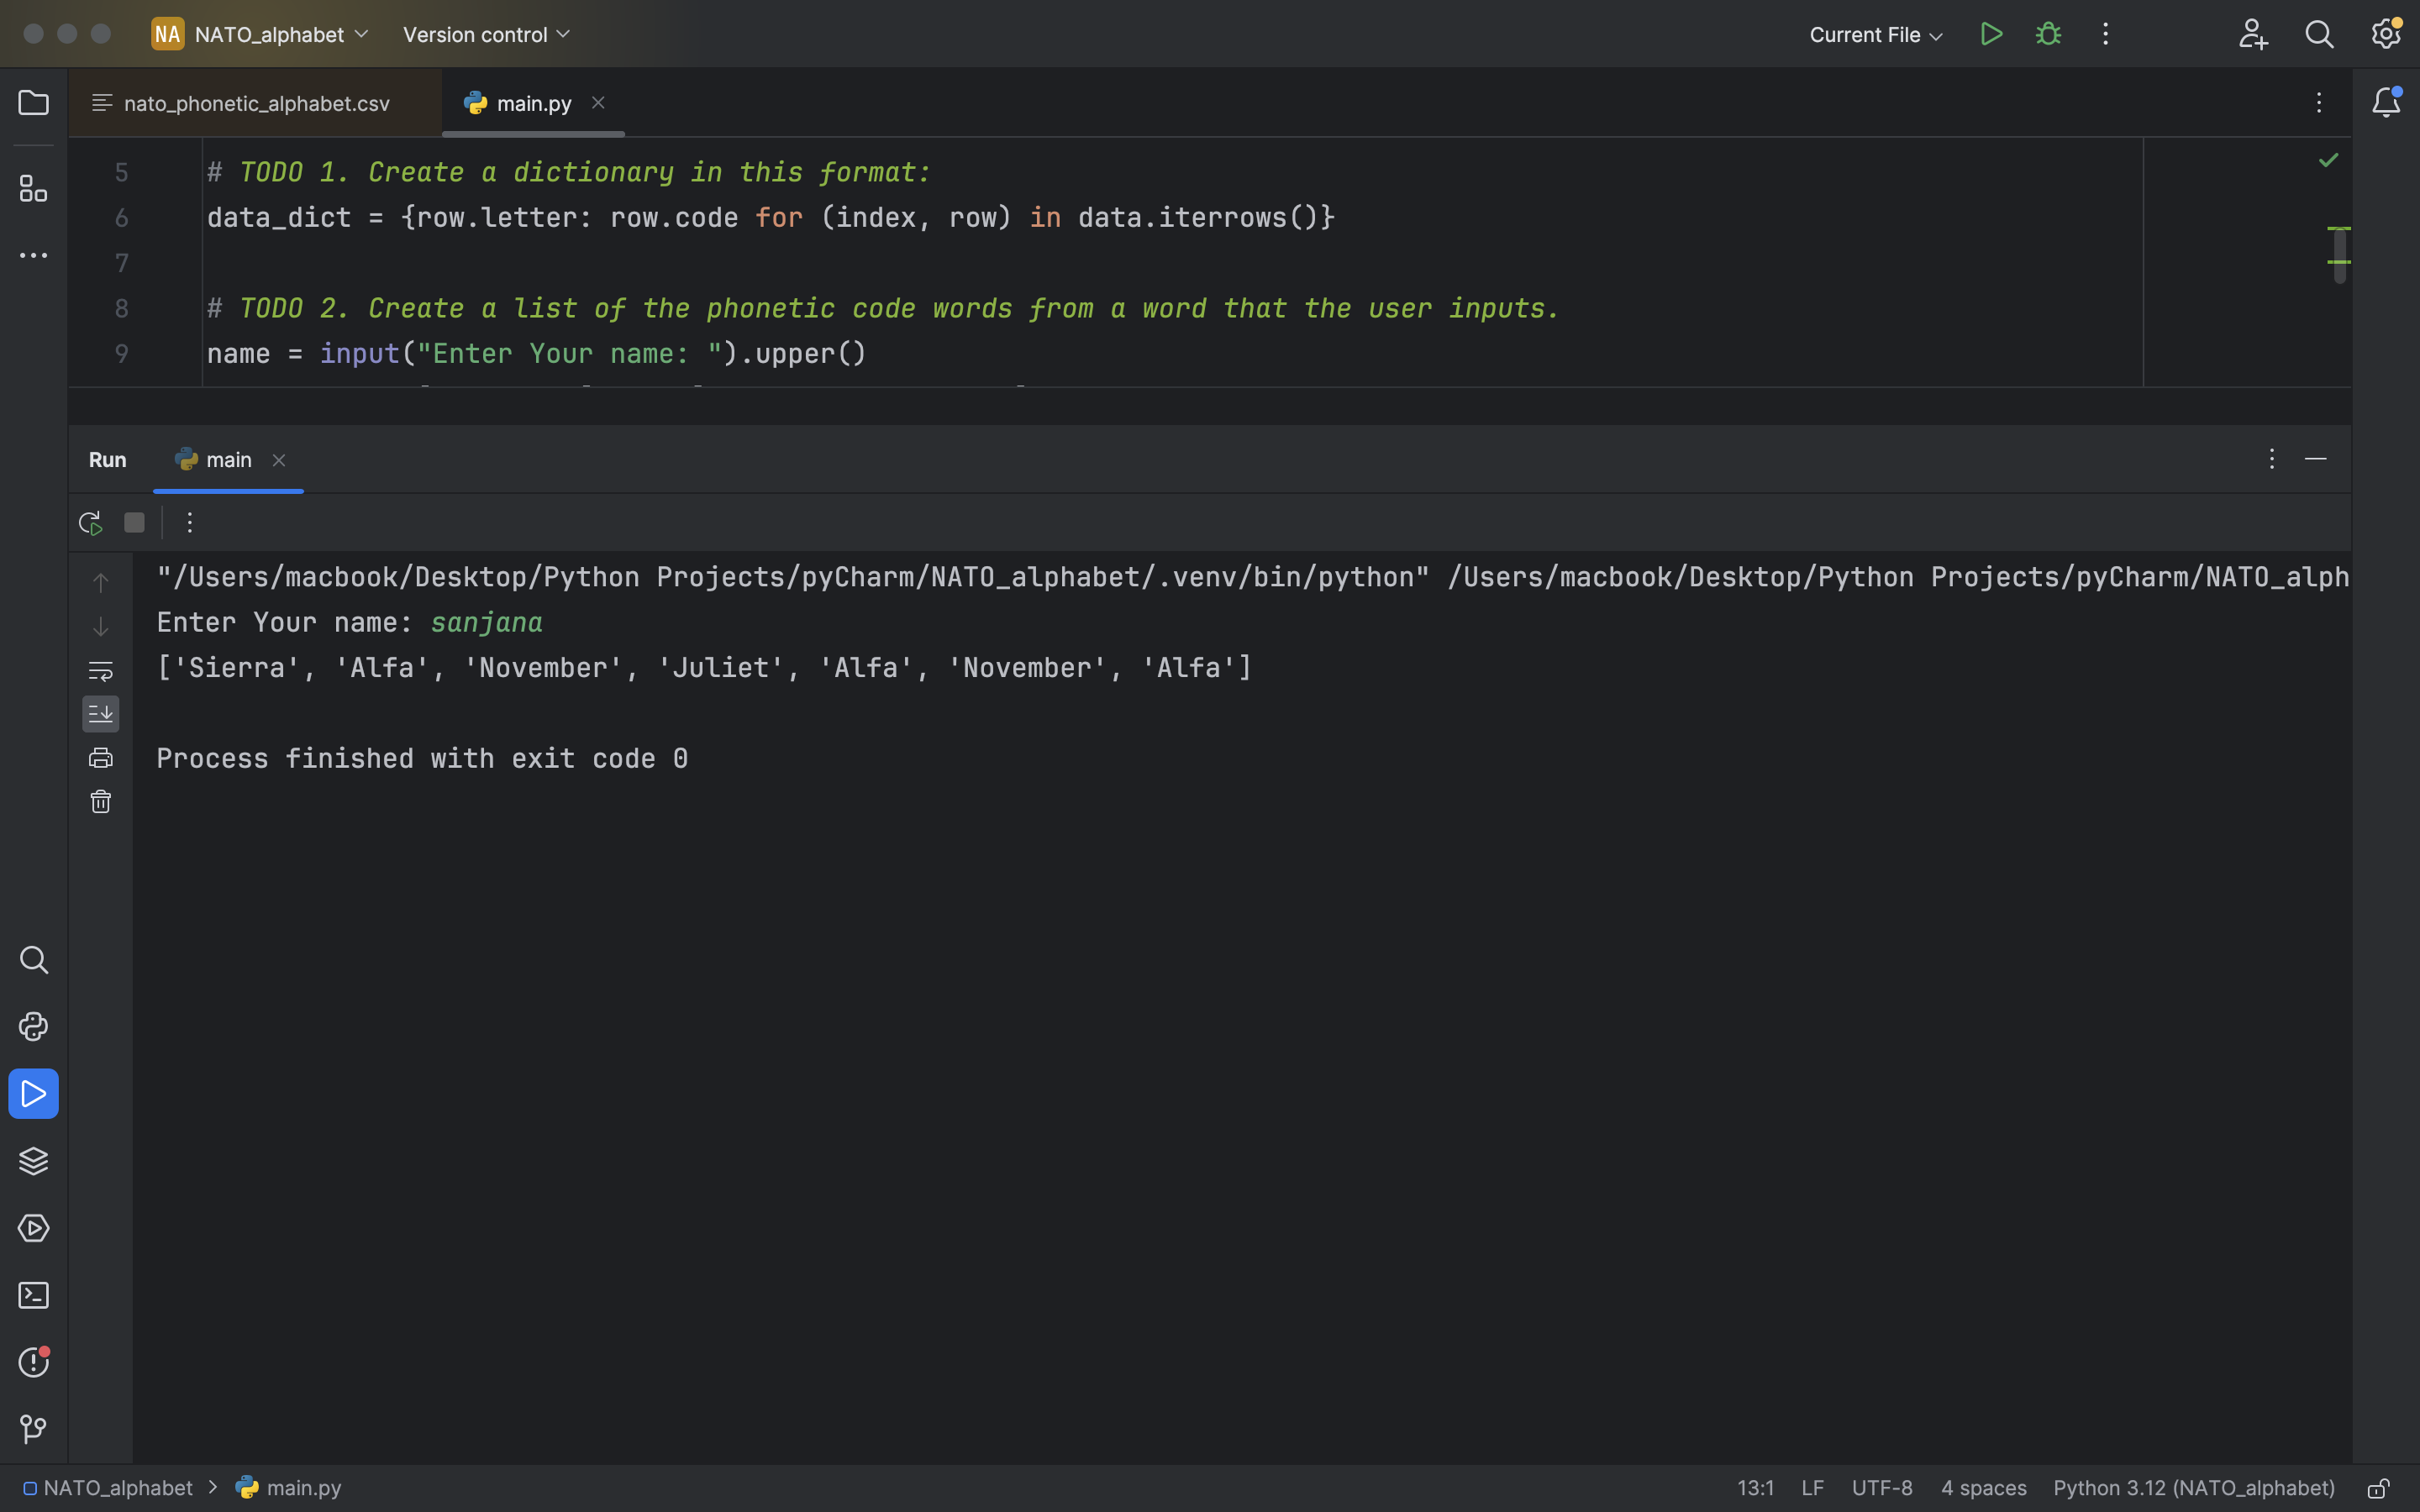 NA NATO_alphabet Version control Current File
nato_phonetic_alphabet.csv main.py
5 # TODO 1. Create a dictionary in this format:
6 data_dict = {row.letter: row.code for (index, row) in data.iterrows()}
7
8 # TODO 2. Create a list of the phonetic code words from a word that the user inputs.
9 name = input("Enter Your name: ").upper()
Run main
"/Users/macbook/Desktop/Python Projects/pyCharm/NATO_alphabet/.venv/bin/python" /Users/macbook/Desktop/Python Projects/pyCharm/NATO_alph
Enter Your name: sanjana
['Sierra', 'Alfa', 'November', 'Juliet', 'Alfa', 'November', 'Alfa']
Process finished with exit code 0
NATO_alphabet > main.py 13:1 LF UTF-8 4 spaces Python 3.12 (NATO_alphabet)